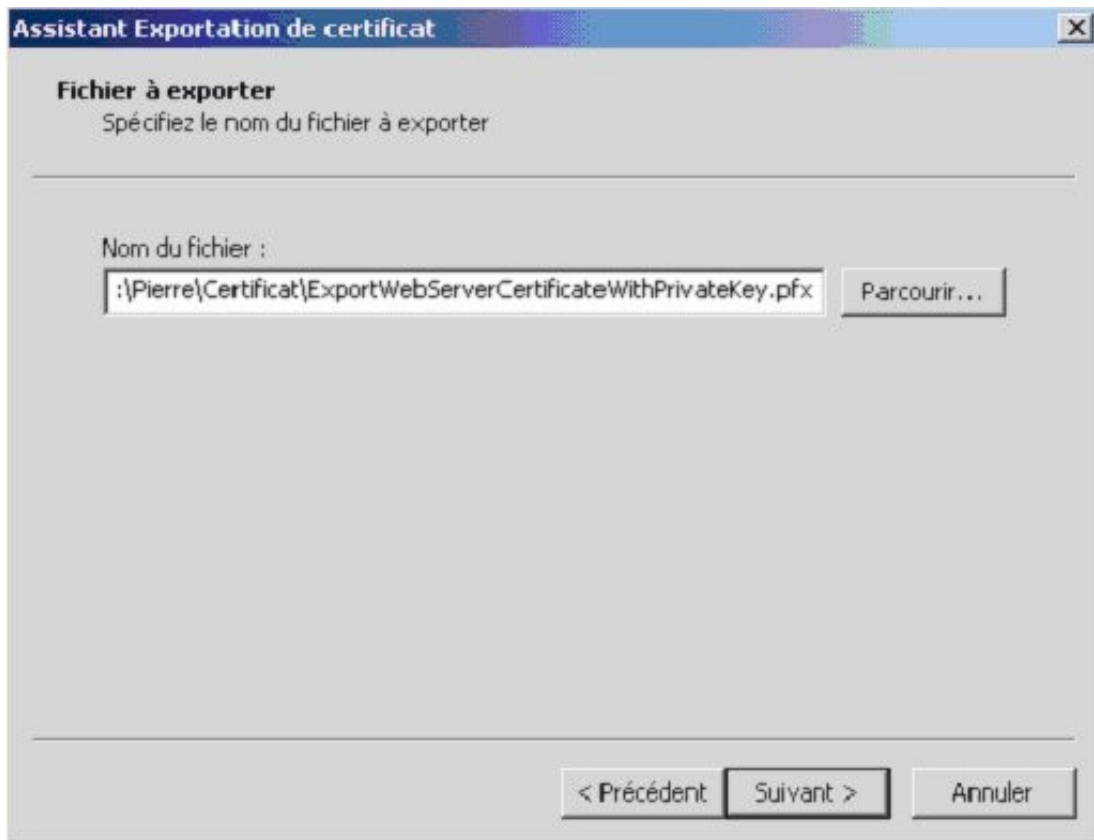 Assistant Exportation de certificat
Fichier à exporter
Spécifiez le nom du fichier à exporter
Nom du fichier :
:\Pierre\Certificat\ExportWebServerCertificateWithPrivateKey.pfx
Parcourir...
< Précédent
Suivant >
Annuler